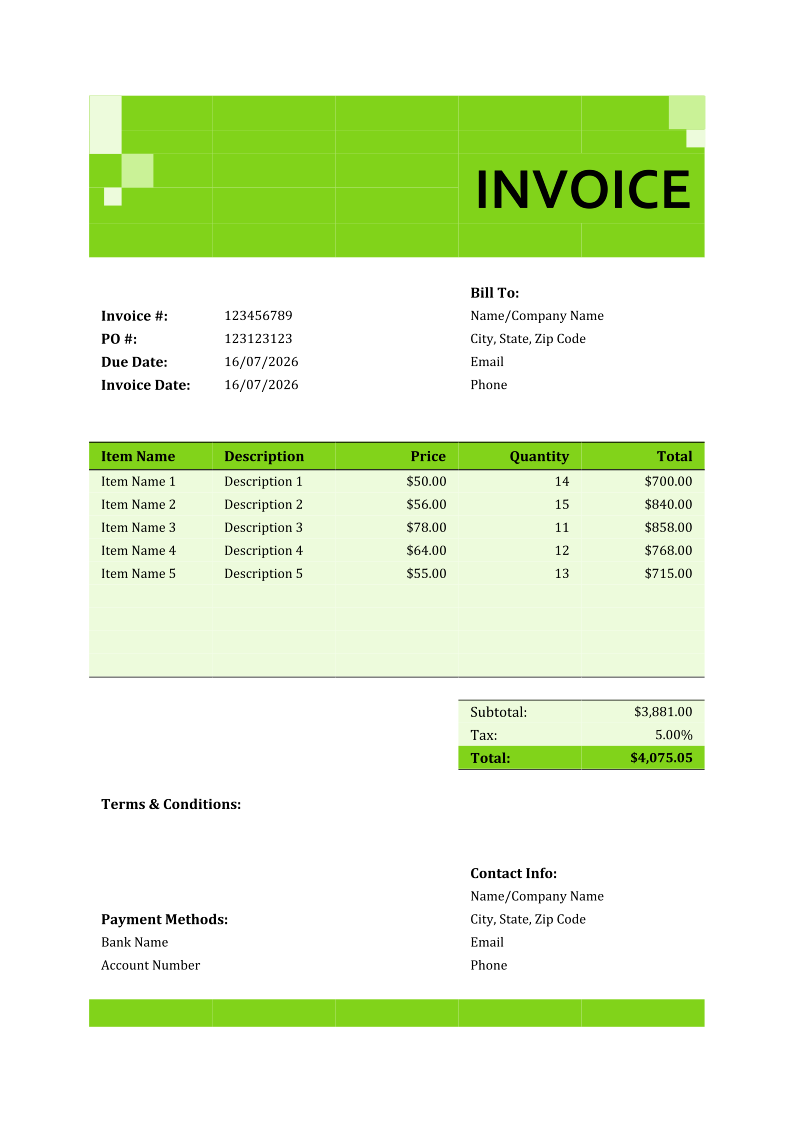 INVOICE
Bill To:
Invoice #: 123456789 Name/Company Name
PO #: 123123123 City, State, Zip Code
Due Date: 16/07/2026 Email
Invoice Date: 16/07/2026 Phone
Item Name Description Price Quantity Total
Item Name 1 Description 1 $50.00 14 $700.00
Item Name 2 Description 2 $56.00 15 $840.00
Item Name 3 Description 3 $78.00 11 $858.00
Item Name 4 Description 4 $64.00 12 $768.00
Item Name 5 Description 5 $55.00 13 $715.00
Subtotal: $3,881.00
Tax: 5.00%
Total: $4,075.05
Terms & Conditions:
Contact Info:
Name/Company Name
Payment Methods: City, State, Zip Code
Bank Name Email
Account Number Phone